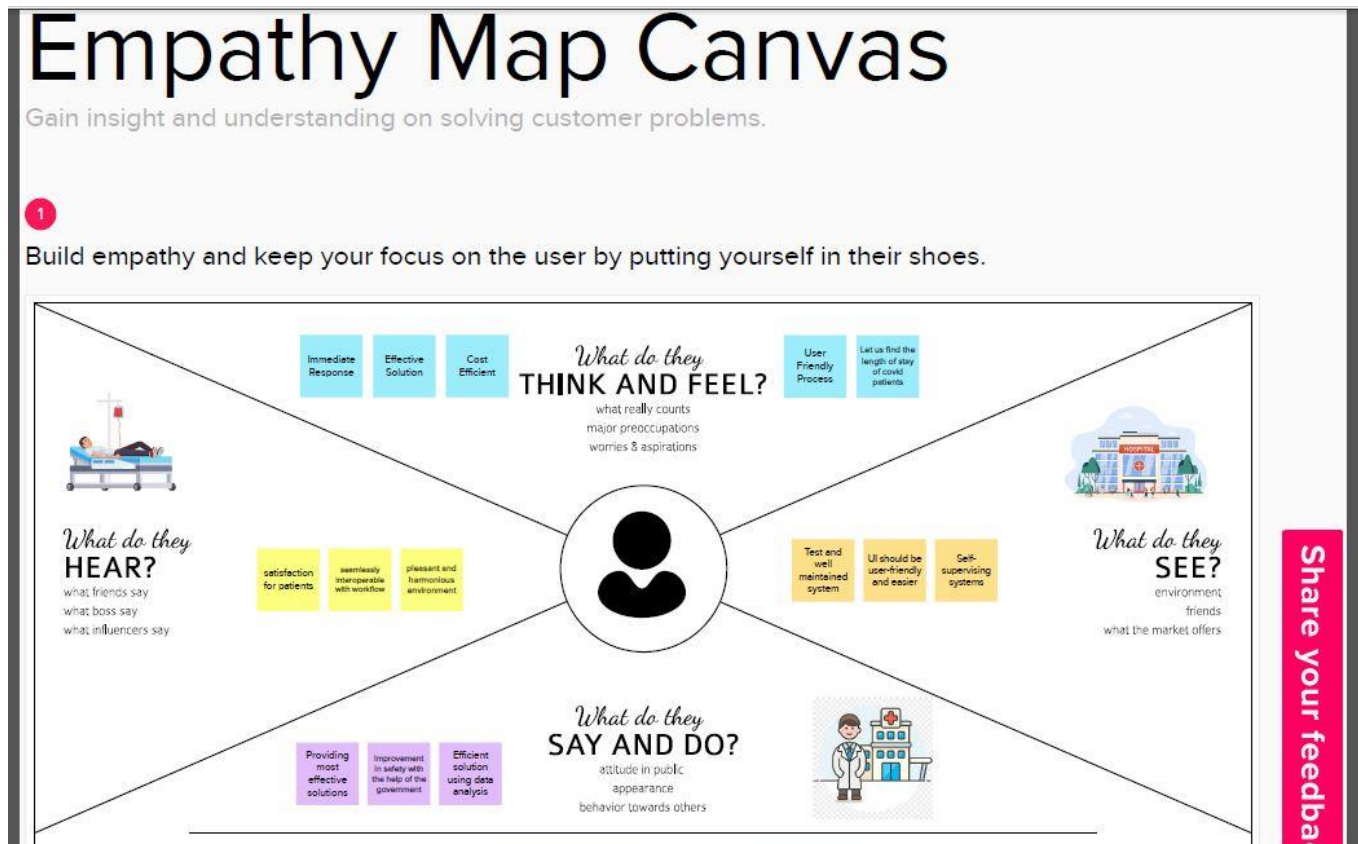 Empathy Map Canvas
Gain insight and understanding on solving customer problems.
1
Build empathy and keep your focus on the user by putting yourself in their shoes.
Immediate
Response
Effective
Solution
Cost
Efficient
What do they
THINK AND FEEL?
what really counts
major preoccupations
worries & aspirations
User
Friendly
Process
Let us find the
length of stay
of covid
patients
What do they
HEAR?
what friends say
what boss say
what influencers say
satisfaction
for patients
seamlessly
interoperable
with workflow
pleasant and
harmonious
environment
Test and
well
maintained
system
UI should be
user-friendly
and easier
Self-
supervising
systems
HOSPITAL
What do they
SEE?
environment
friends
what the market offers
What do they
SAY AND DO?
attitude in public
appearance
behavior towards others
Providing
most
effective
solutions
Improvement
in safety with
the help of the
government
Efficient
solution
using data
analysis
Share your feedba